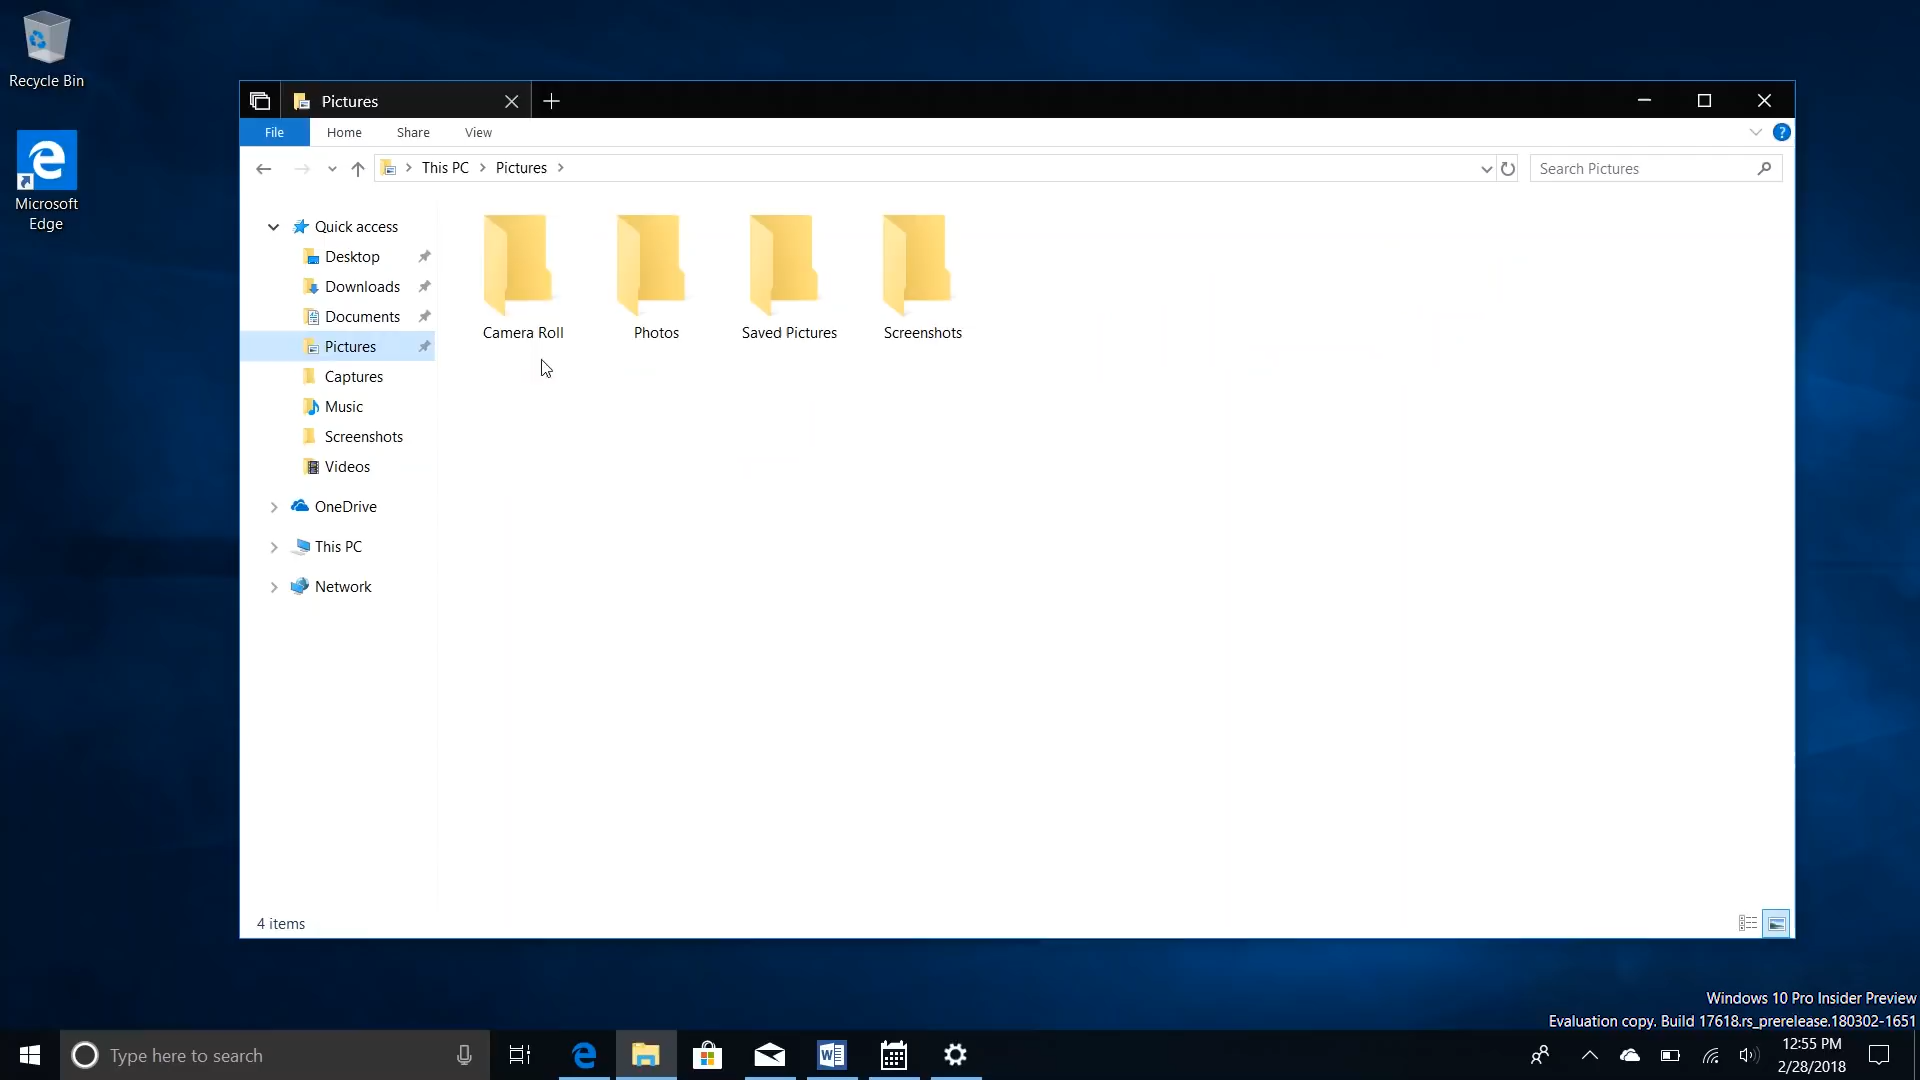 Recycle Bin
Microsoft
Edge
Pictures
File Home Share View
This PC Pictures
Search Pictures
Quick access
Desktop
Downloads
Documents
Pictures
Captures
Music
Screenshots
Videos
OneDrive
This PC
Network
Camera Roll Photos Saved Pictures Screenshots
4 items
Windows 10 Pro Insider Preview
Evaluation copy. Build 17618.rs_prerelease.180302-1651
Type here to search
12:55 PM
2/28/2018